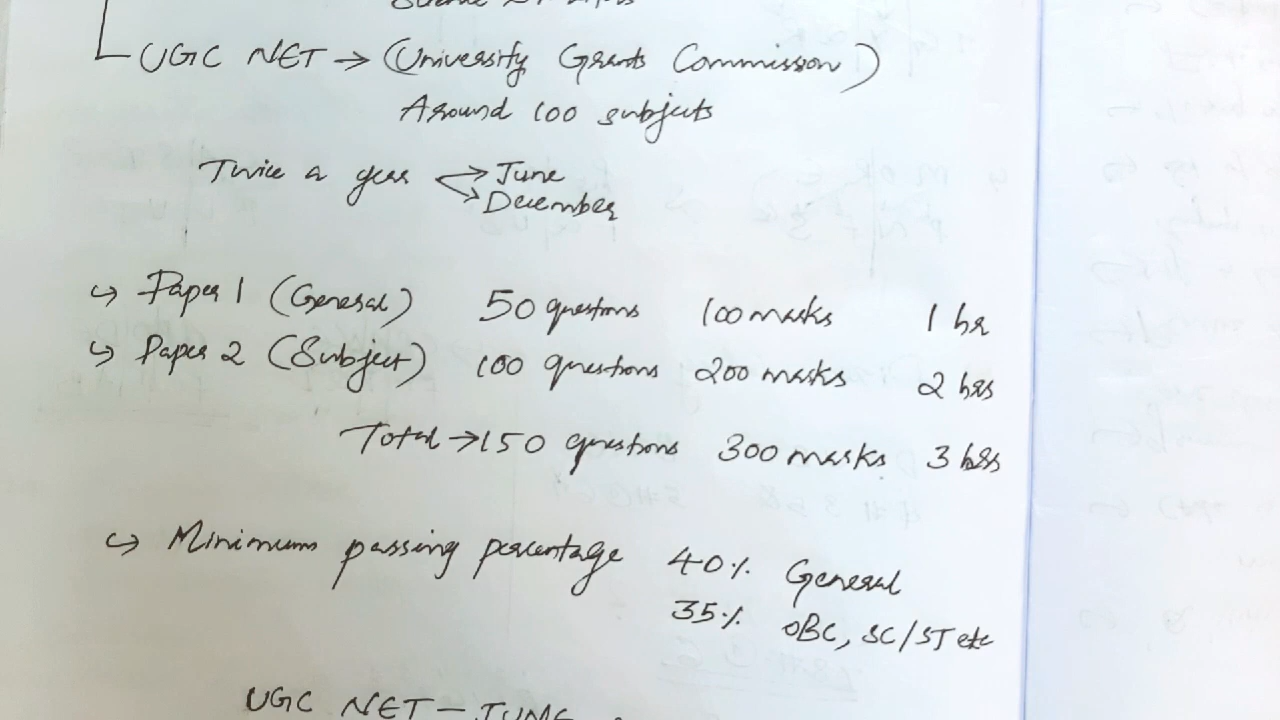 UGC NET → (University Grants Commission)
Around 100 subjects
Twice a year → June
→ December
↳ Paper 1 (General) 50 questions 100 marks 1 hr
↳ Paper 2 (Subject) 100 questions 200 marks 2 hrs
Total → 150 questions 300 marks 3 hrs
↳ Minimum passing percentage 40% General
35% OBC, SC/ST etc
UGC NET - JUNE